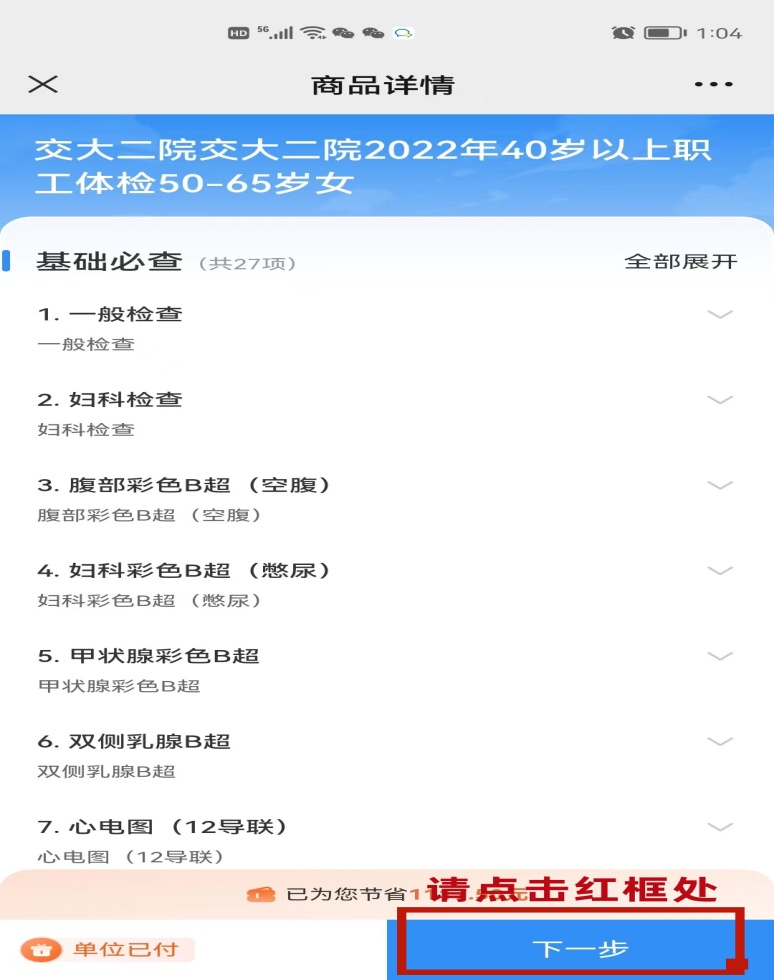 HD 5G 1:04
商品详情
交大二院交大二院2022年40岁以上职
工体检50-65岁女
基础必查 (共27项) 全部展开
1. 一般检查
一般检查
2. 妇科检查
妇科检查
3. 腹部彩色B超 (空腹)
腹部彩色B超 (空腹)
4. 妇科彩色B超 (憋尿)
妇科彩色B超 (憋尿)
5. 甲状腺彩色B超
甲状腺彩色B超
6. 双侧乳腺B超
双侧乳腺B超
7. 心电图 (12导联)
心电图 (12导联)
已为您节省
请点击红框处
单位已付 下一步